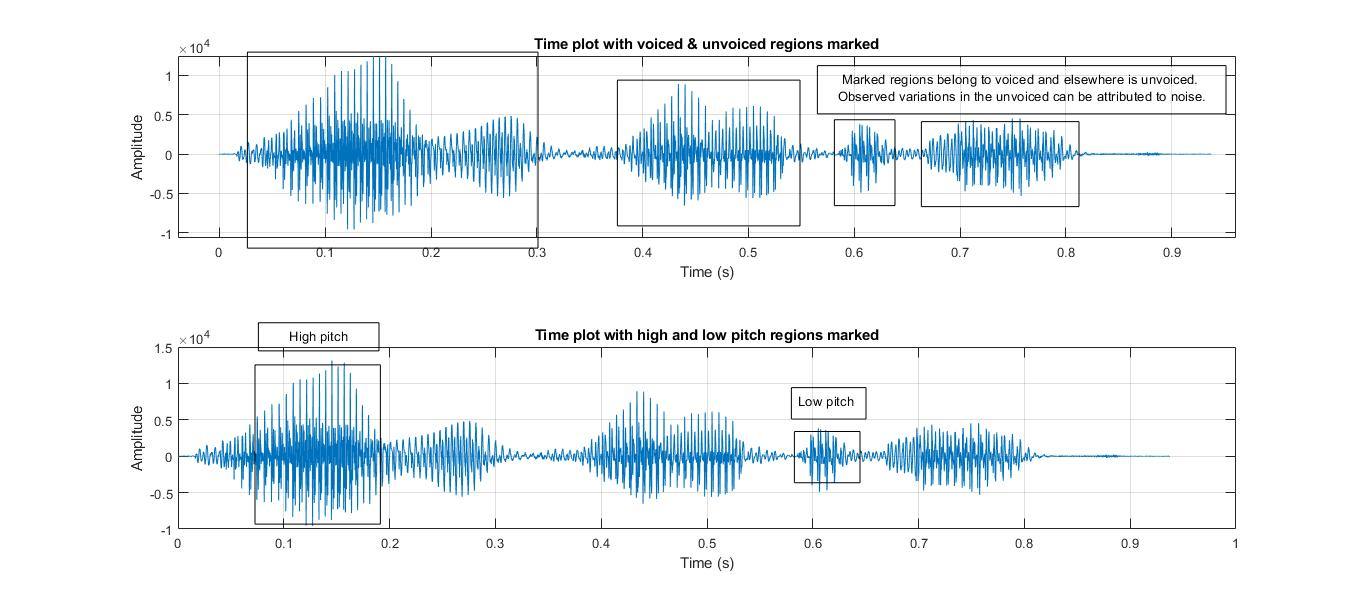 Time plot with voiced & unvoiced regions marked
×10^4
Marked regions belong to voiced and elsewhere is unvoiced.
Observed variations in the unvoiced can be attributed to noise.
1
0.5
0
-0.5
-1
Amplitude
0 0.1 0.2 0.3 0.4 0.5 0.6 0.7 0.8 0.9
Time (s)
High pitch
Time plot with high and low pitch regions marked
×10^4
Low pitch
1.5
1
0.5
0
-0.5
-1
Amplitude
0 0.1 0.2 0.3 0.4 0.5 0.6 0.7 0.8 0.9 1
Time (s)